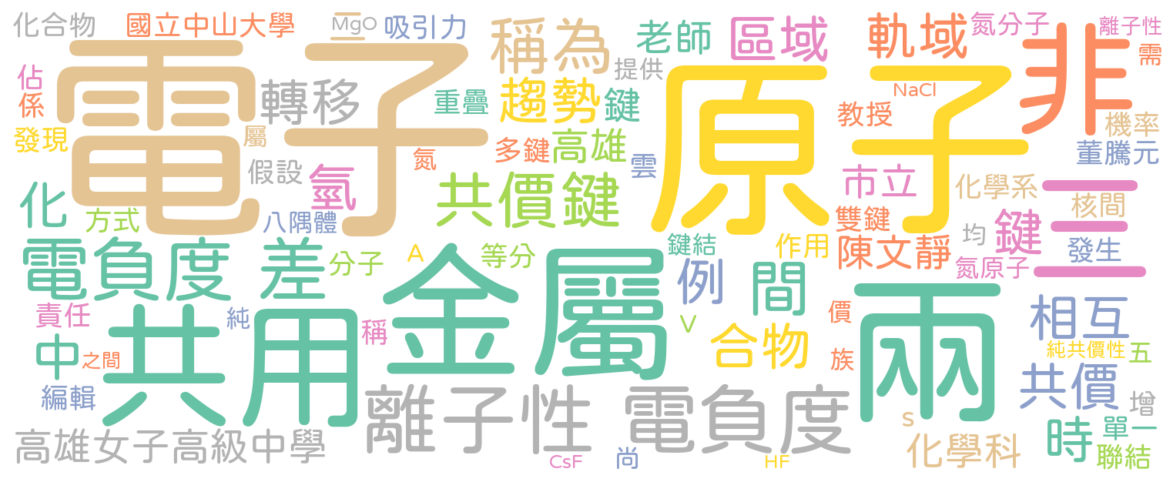 化合物
國立中山大學
MgO
吸引力
稱為
老師
區域
軌域
氮分子
離子性
非
需
電子
原子
佔
係
轉移
重疊
提供
趨勢
鍵
NaCl
教授
機率
發現
屬
氮
多鍵
高雄
雲
董騰元
假設
氫
共價鍵
市立
化學系
三
化
方式
八隅體
雙鍵
核間
電負度
差
分子
A
等分
鍵結
作用
陳文靜
均
鍵
發生
金屬
例
間
氮原子
責任
純
稱
V
價
兩
相互
共用
中
之間
合物
族
純共價性
五
編輯
離子性
電負度
共價
增
高雄女子高級中學
CsF
尚
HF
S
化學科
時
單一
聯結